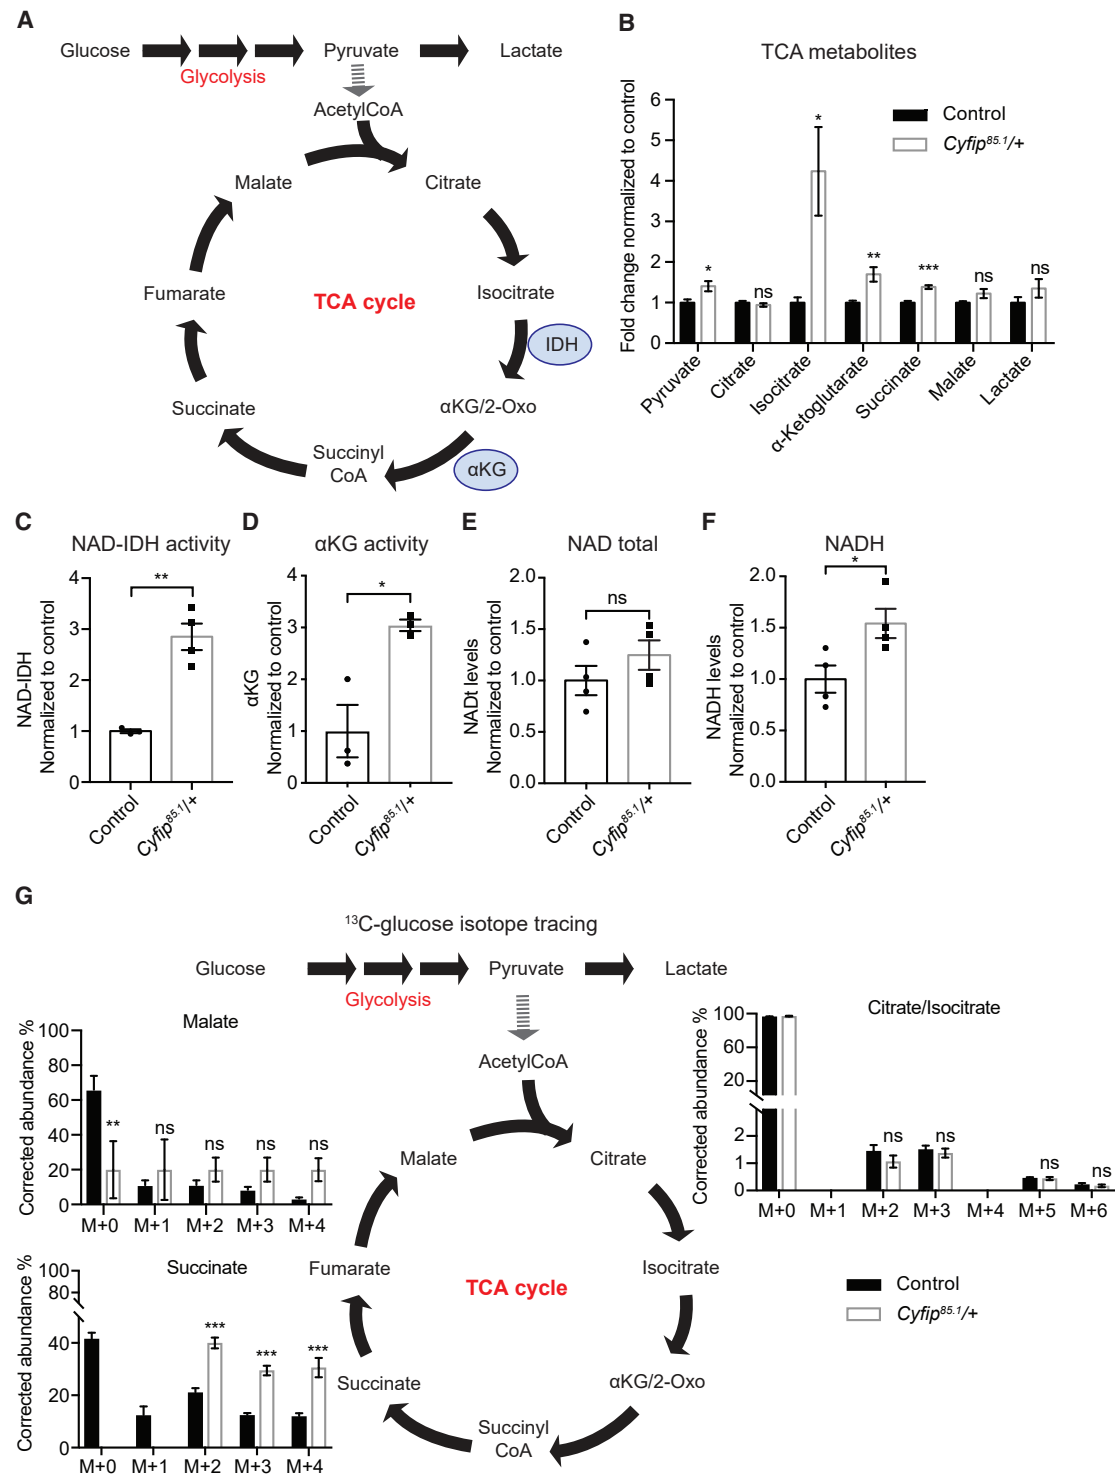 A
Glucose
Pyruvate
Lactate
Glycolysis
AcetylCoA
Malate
Citrate
Fumarate
TCA cycle
Isocitrate
IDH
Succinate
αKG/2-Oxo
Succinyl
CoA
αKG
B
TCA metabolites
Fold change normalized to control
6
5
4
3
2
1
0
Control
Cyfip85.1/+
*
ns
*
**
***
ns
ns
Pyruvate
Citrate
Isocitrate
α-Ketoglutarate
Succinate
Malate
Lactate
C
NAD-IDH activity
NAD-IDH
Normalized to control
4
3
2
1
0
**
Control
Cyfip85.1/+
D
αKG activity
αKG
Normalized to control
4
3
2
1
0
*
Control
Cyfip85.1/+
E
NAD total
NADt levels
Normalized to control
2.0
1.5
1.0
0.5
0.0
ns
Control
Cyfip85.1/+
F
NADH
NADH levels
Normalized to control
2.0
1.5
1.0
0.5
0.0
*
Control
Cyfip85.1/+
G
13C-glucose isotope tracing
Glucose
Pyruvate
Lactate
Glycolysis
AcetylCoA
Malate
Citrate
Fumarate
TCA cycle
Isocitrate
Succinate
αKG/2-Oxo
Succinyl
CoA
Malate
Corrected abundance %
100
80
60
40
20
0
**
ns
ns
ns
ns
M+0 M+1 M+2 M+3 M+4
Succinate
Corrected abundance %
100
80
40
20
0
***
***
***
M+0 M+1 M+2 M+3 M+4
Citrate/Isocitrate
Corrected abundance %
100
60
20
2
1
0
ns
ns
ns
ns
M+0 M+1 M+2 M+3 M+4 M+5 M+6
Control
Cyfip85.1/+